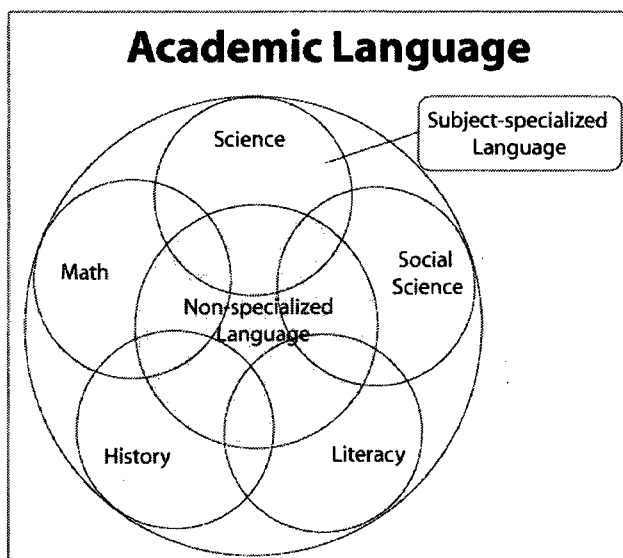 Academic Language
Science
Subject-specialized
Language
Math
Social
Science
Non-specialized
Language
History
Literacy